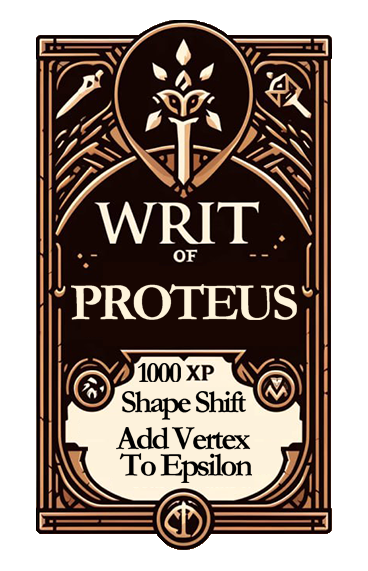 WRIT
OF
PROTEUS
1000 XP
Shape Shift
Add Vertex
To Epsilon